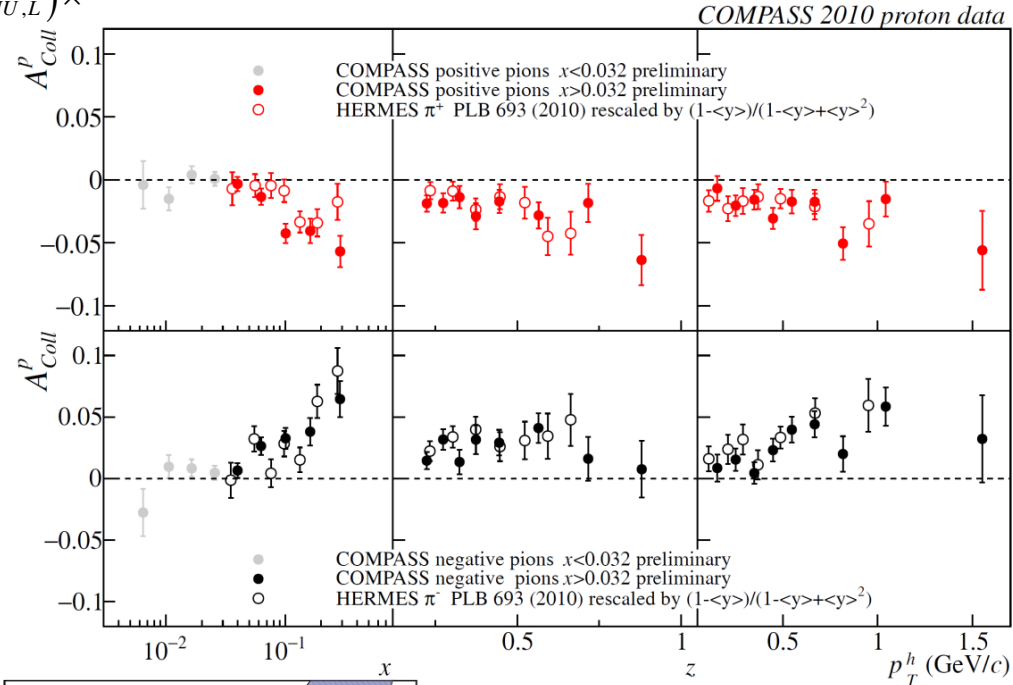 COMPASS 2010 proton data
A^p_Coll
0.1
0.05
0
−0.05
−0.1
COMPASS positive pions x<0.032 preliminary
COMPASS positive pions x>0.032 preliminary
HERMES π⁺ PLB 693 (2010) rescaled by (1-<y>)/(1-<y>+<y>²)
A^p_Coll
0.1
0.05
0
−0.05
−0.1
COMPASS negative pions x<0.032 preliminary
COMPASS negative pions x>0.032 preliminary
HERMES π⁻ PLB 693 (2010) rescaled by (1-<y>)/(1-<y>+<y>²)
10⁻² 10⁻¹ 0.5 1 0.5 1 1.5
x z p_T^h (GeV/c)